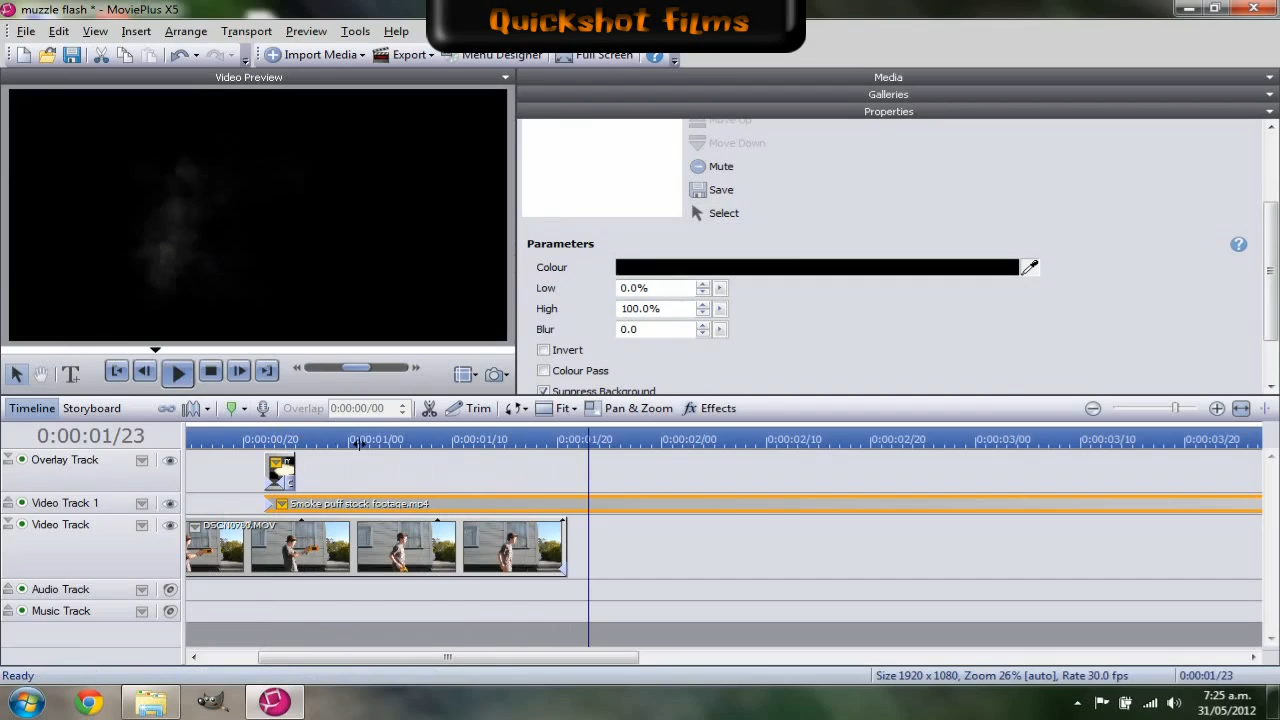 muzzle flash * - MoviePlus X5
Quickshot films
File Edit View Insert Arrange Transport Preview Tools Help
Import Media Export Menu Designer Full Screen
Video Preview
Media
Galleries
Properties
Move Up
Move Down
Mute
Save
Select
Parameters
Colour
Low 0.0%
High 100.0%
Blur 0.0
Invert
Colour Pass
Suppress Background
Timeline Storyboard Overlap 0:00:00/00 Trim Fit Pan & Zoom fx Effects
0:00:01/23
0:00:00/20 0:00:01/00 0:00:01/10 0:00:01/20 0:00:02/00 0:00:02/10 0:00:02/20 0:00:03/00 0:00:03/10 0:00:03/20
Overlay Track
Video Track 1
Smoke puff stock footage.mp4
Video Track
Audio Track
Music Track
Ready
Size 1920 x 1080, Zoom 26% [auto], Rate 30.0 fps
0:00:01/23
7:25 a.m.
31/05/2012